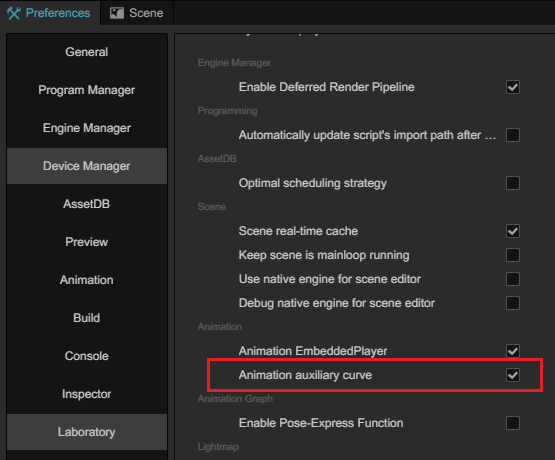 Preferences
Scene
General
Program Manager
Engine Manager
Device Manager
AssetDB
Preview
Animation
Build
Console
Inspector
Laboratory
Engine Manager
Enable Deferred Render Pipeline
Programming
Automatically update script's import path after ...
AssetDB
Optimal scheduling strategy
Scene
Scene real-time cache
Keep scene is mainloop running
Use native engine for scene editor
Debug native engine for scene editor
Animation
Animation EmbeddedPlayer
Animation auxiliary curve
Animation Graph
Enable Pose-Express Function
Lightmap